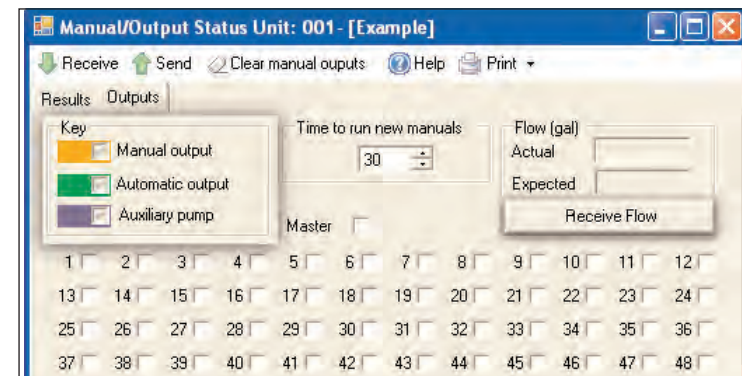 Manual/Output Status Unit: 001- [Example]
Receive Send Clear manual ouputs Help Print
Results Outputs
Key
Manual output
Automatic output
Auxiliary pump
Time to run new manuals
30
Flow (gal)
Actual
Expected
Receive Flow
Master
1 2 3 4 5 6 7 8 9 10 11 12
13 14 15 16 17 18 19 20 21 22 23 24
25 26 27 28 29 30 31 32 33 34 35 36
37 38 39 40 41 42 43 44 45 46 47 48